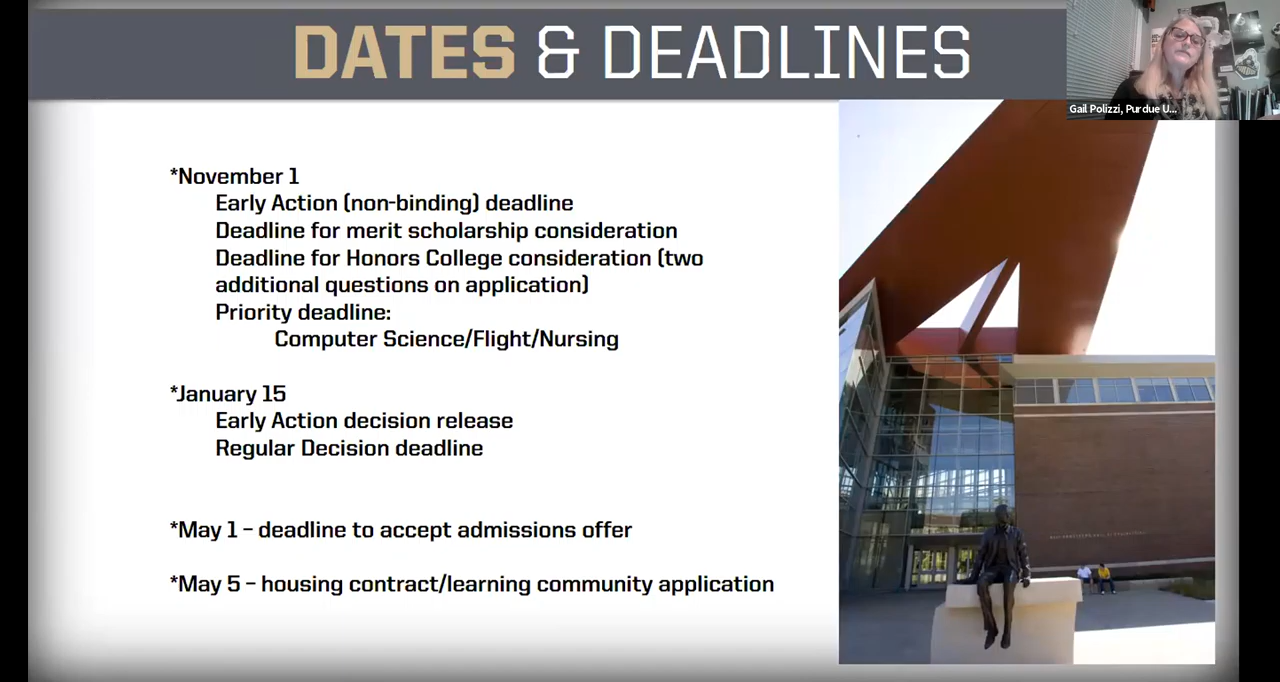 DATES & DEADLINES
Gail Polizzi, Purdue U...
*November 1
Early Action (non-binding) deadline
Deadline for merit scholarship consideration
Deadline for Honors College consideration (two
additional questions on application)
Priority deadline:
Computer Science/Flight/Nursing
*January 15
Early Action decision release
Regular Decision deadline
*May 1 – deadline to accept admissions offer
*May 5 – housing contract/learning community application